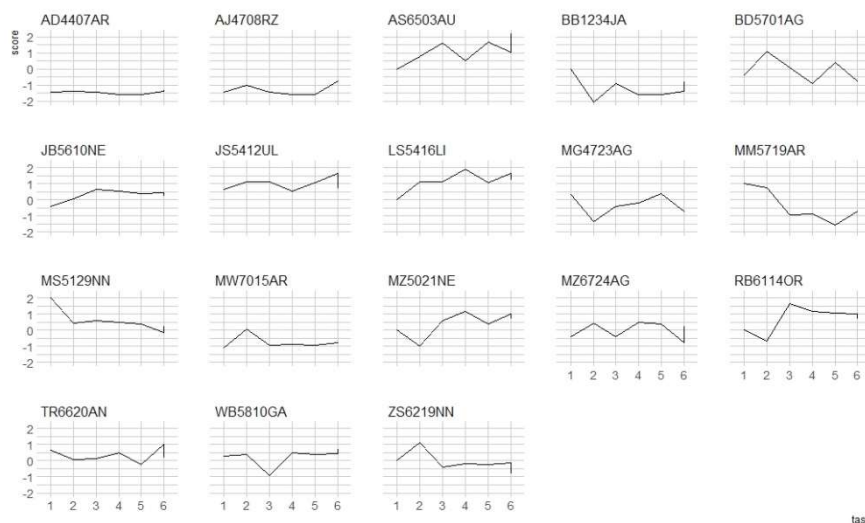 AD4407AR AJ4708RZ AS6503AU BB1234JA BD5701AG
score
2
1
0
-1
-2
JB5610NE JS5412UL LS5416LI MG4723AG MM5719AR
2
1
0
-1
-2
MS5129NN MW7015AR MZ5021NE MZ6724AG RB6114OR
2
1
0
-1
-2
1 2 3 4 5 6 1 2 3 4 5 6
TR6620AN WB5810GA ZS6219NN
2
1
0
-1
-2
1 2 3 4 5 6 1 2 3 4 5 6 1 2 3 4 5 6
tas